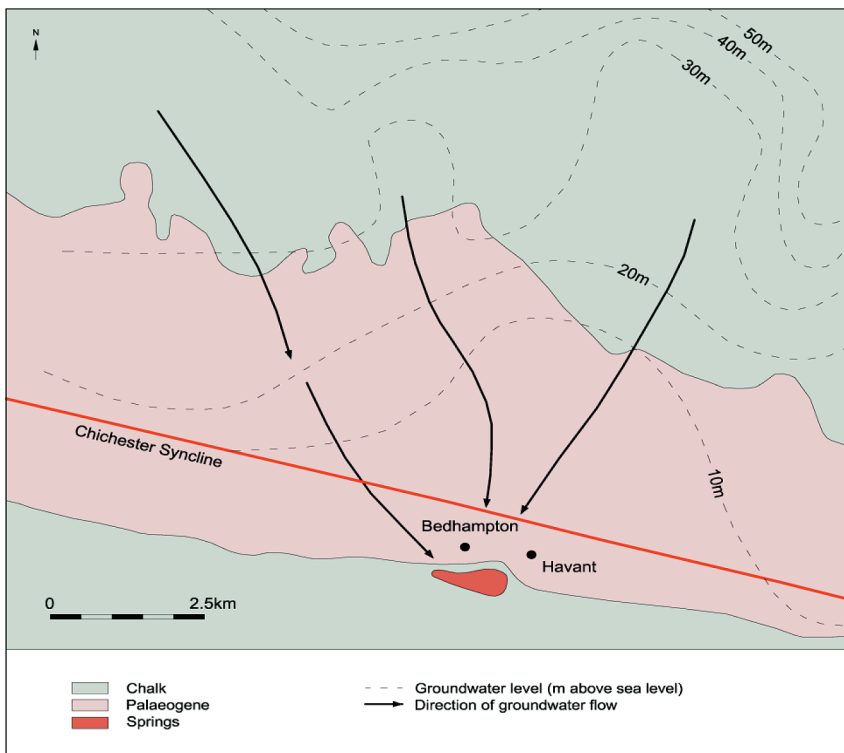 N
50m
40m
30m
20m
10m
Chichester Syncline
Bedhampton
Havant
0 2.5km
Chalk
Palaeogene
Springs
Groundwater level (m above sea level)
Direction of groundwater flow